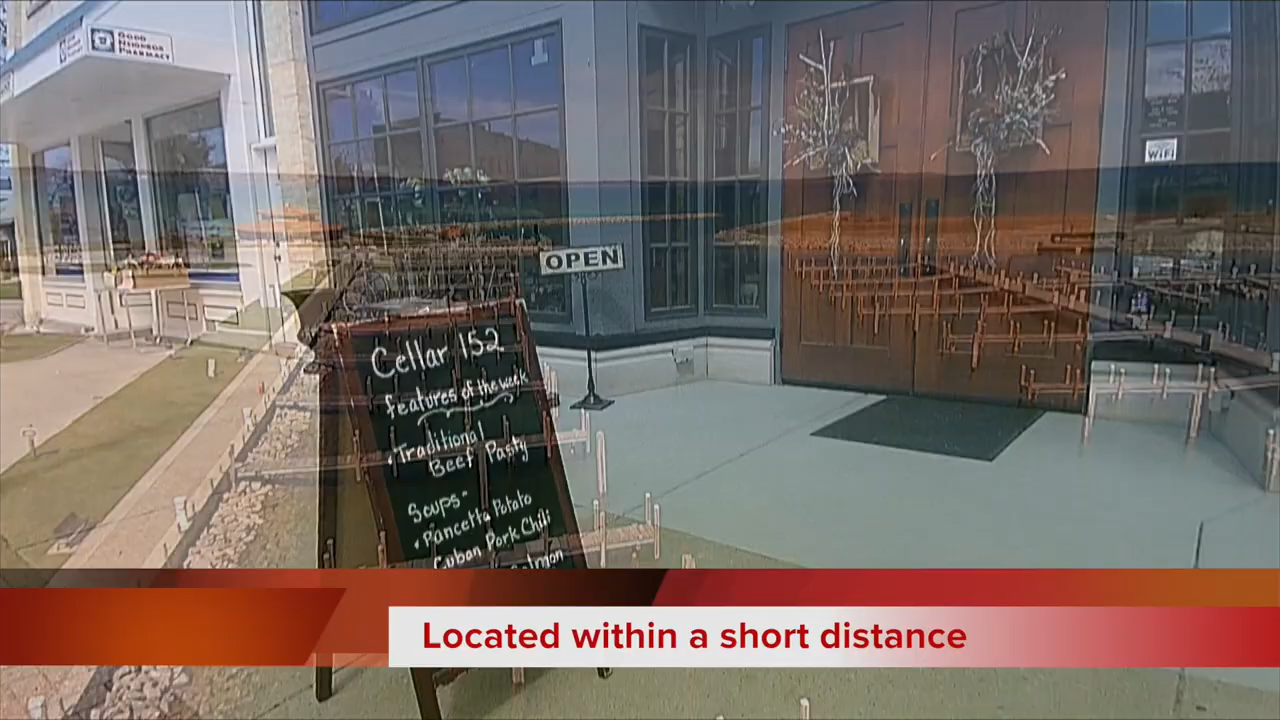 GOOD
NEIGHBOR
PHARMACY
WiFi
OPEN
Cellar 152
features of the week
• Traditional
Beef Pasty
Soups-
• Pancetta Potato
Cuban Pork Chili
Salmon
Located within a short distance